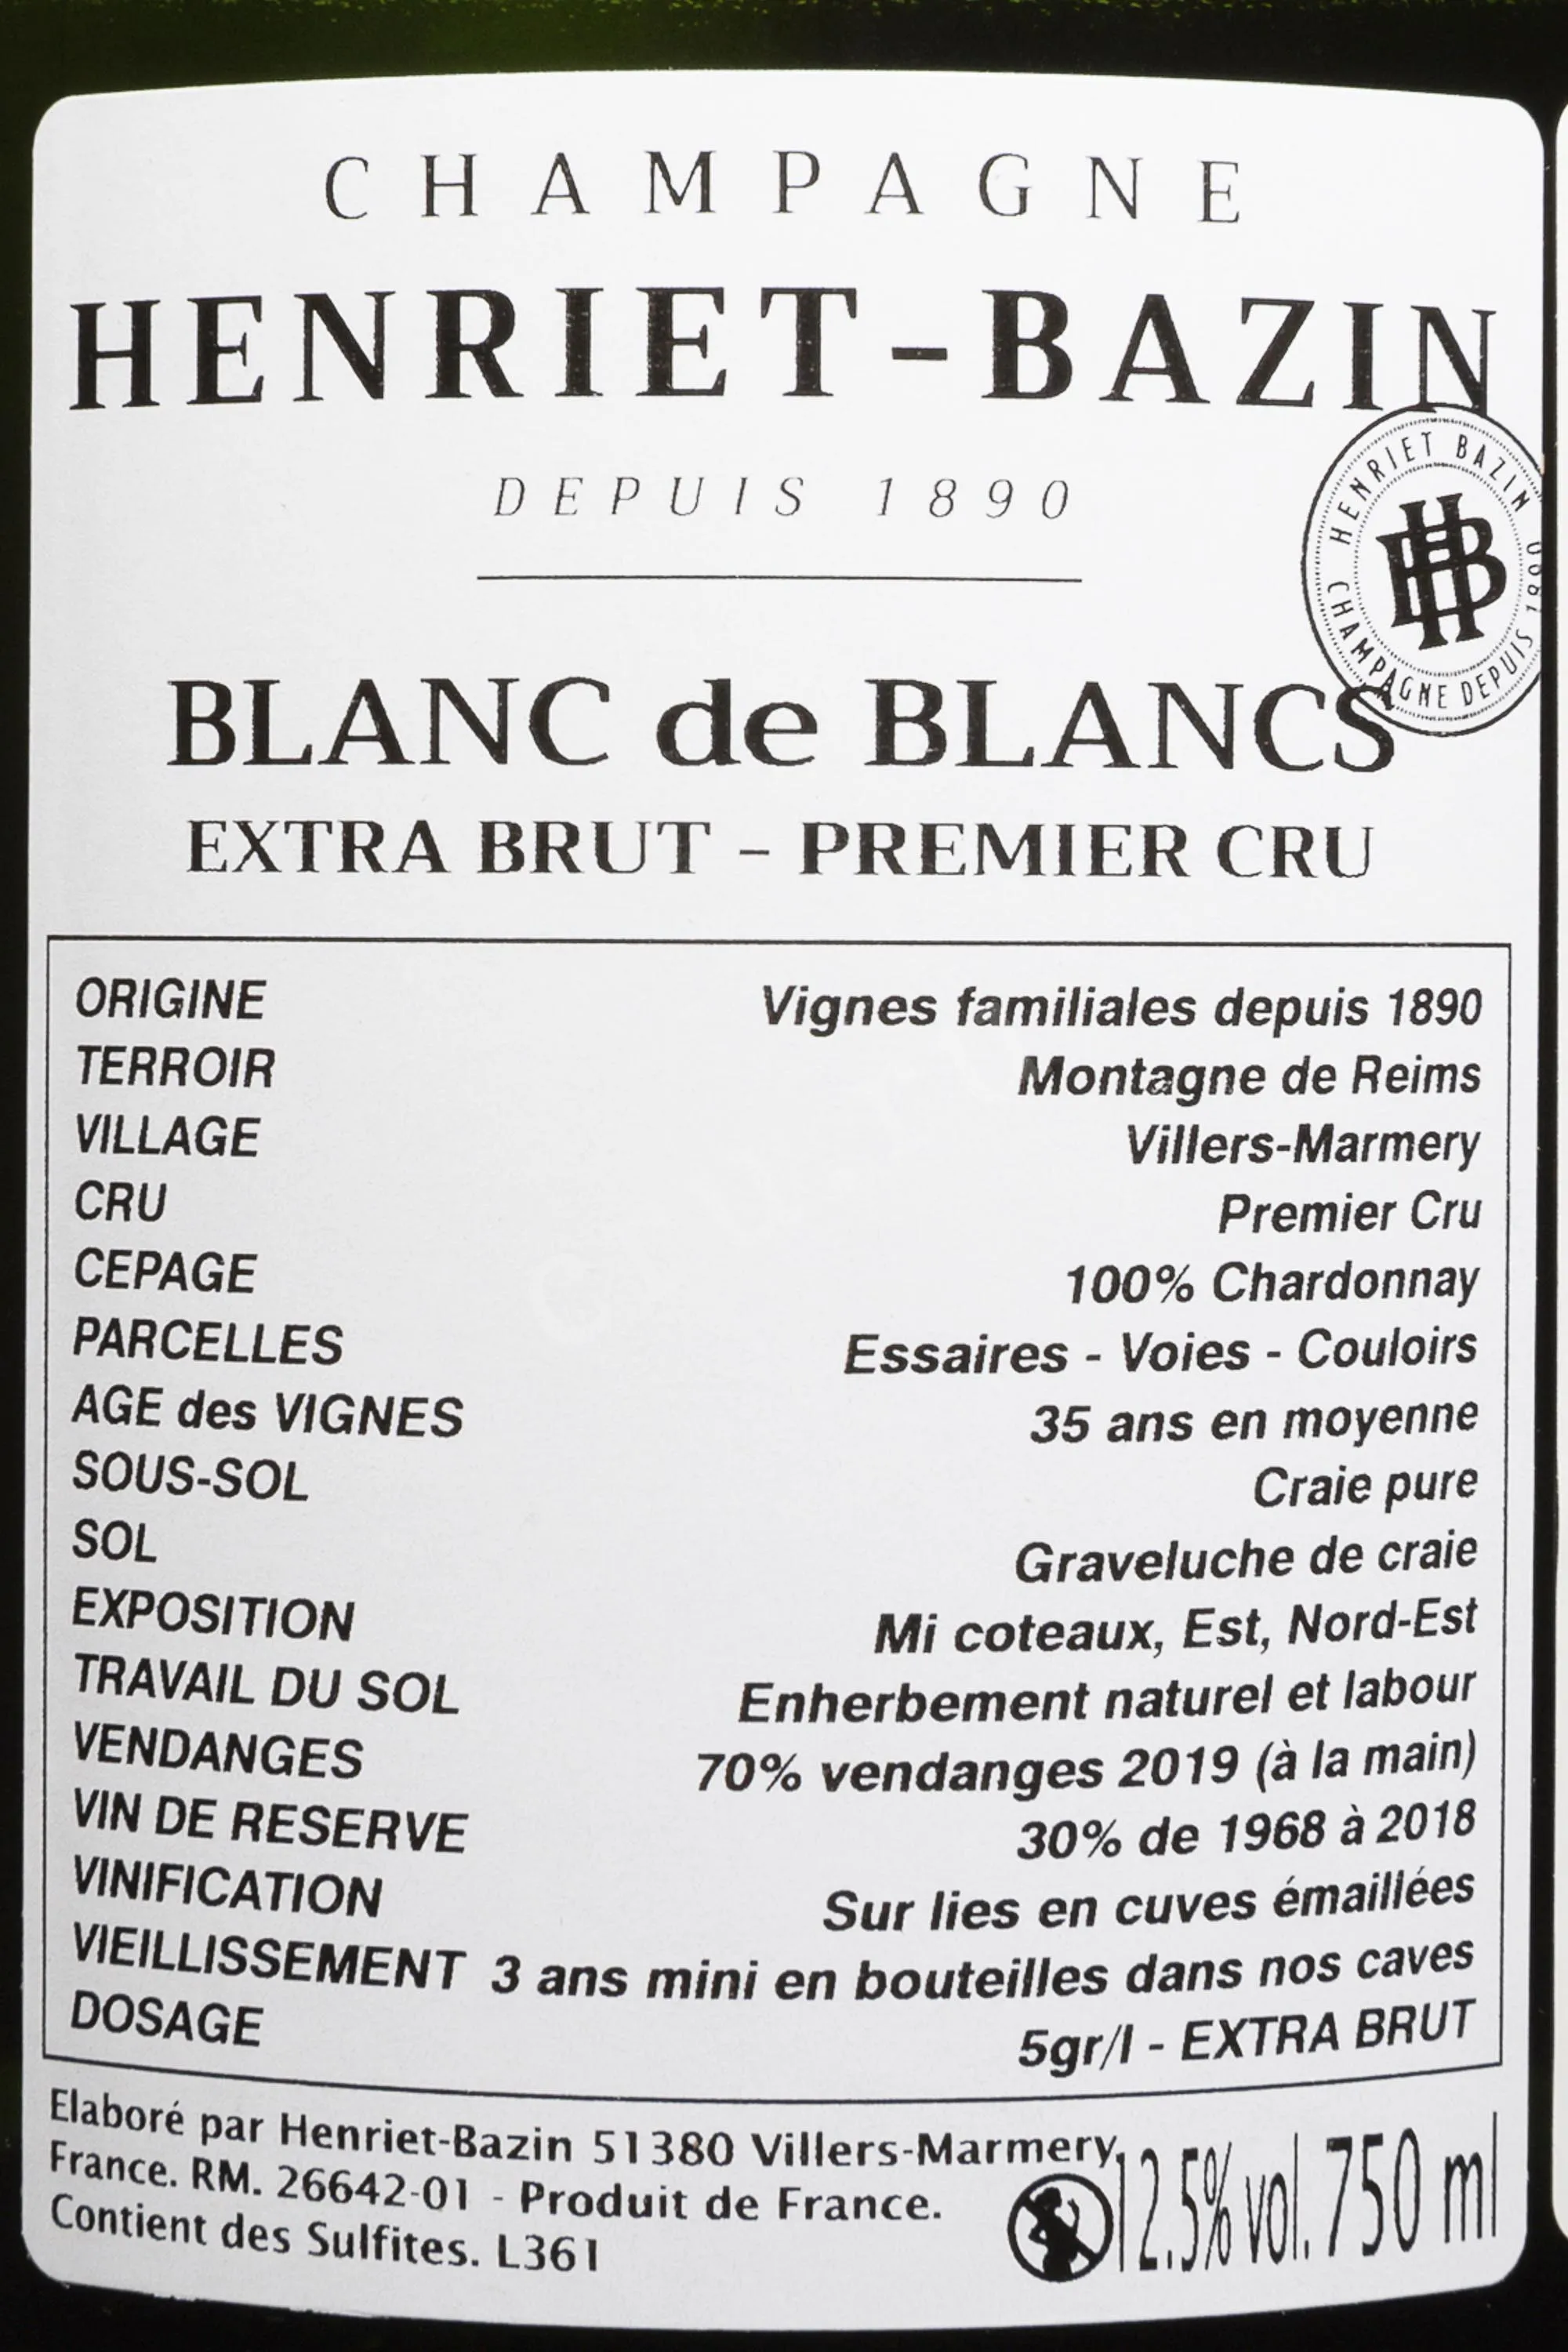 CHAMPAGNE
HENRIET-BAZIN
DEPUIS 1890
HENRIET BAZIN
HB
CHAMPAGNE DEPUIS 1890
BLANC de BLANCS
EXTRA BRUT - PREMIER CRU
ORIGINE Vignes familiales depuis 1890
TERROIR Montagne de Reims
VILLAGE Villers-Marmery
CRU Premier Cru
CEPAGE 100% Chardonnay
PARCELLES Essaires - Voies - Couloirs
AGE des VIGNES 35 ans en moyenne
SOUS-SOL Craie pure
SOL Graveluche de craie
EXPOSITION Mi coteaux, Est, Nord-Est
TRAVAIL DU SOL Enherbement naturel et labour
VENDANGES 70% vendanges 2019 (à la main)
VIN DE RESERVE 30% de 1968 à 2018
VINIFICATION Sur lies en cuves émaillées
VIEILLISSEMENT 3 ans mini en bouteilles dans nos caves
DOSAGE 5gr/l - EXTRA BRUT
Elaboré par Henriet-Bazin 51380 Villers-Marmery
France. RM. 26642-01 - Produit de France.
Contient des Sulfites. L361
12.5% vol. 750 ml